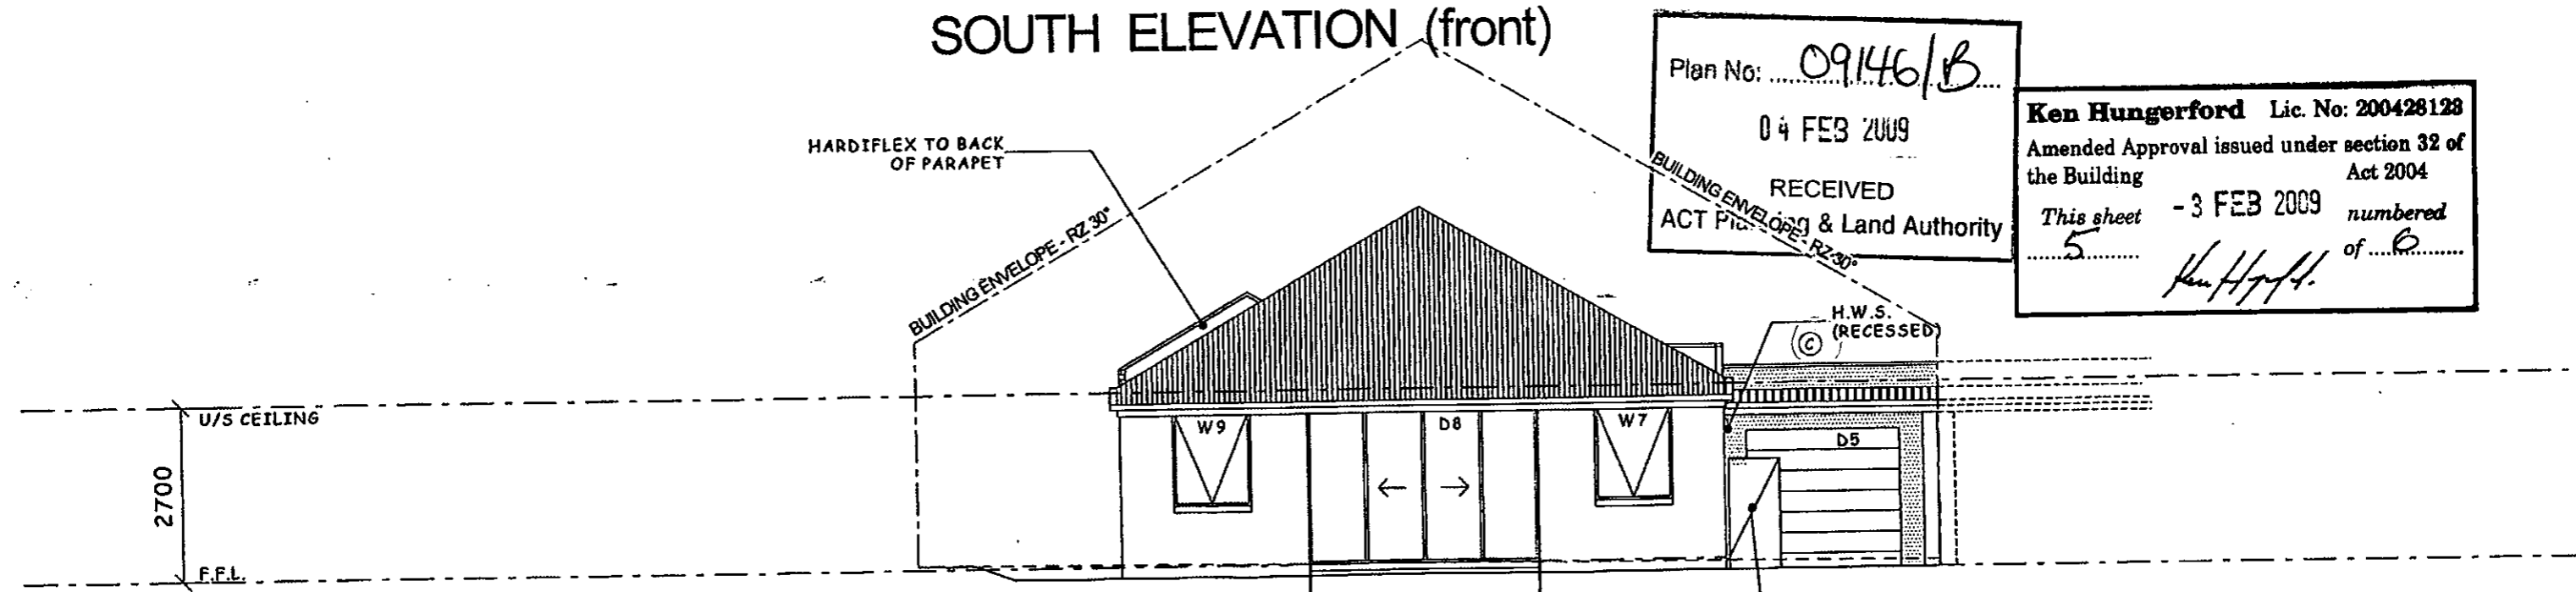 SOUTH ELEVATION (front)
Plan No: 09146/B
04 FEB 2009
RECEIVED
ACT Planning & Land Authority
Ken Hungerford Lic. No: 200428128
Amended Approval issued under section 32 of
the Building Act 2004
This sheet -3 FEB 2009 numbered
5 of 6
HARDIFLEX TO BACK
OF PARAPET
BUILDING ENVELOPE - RZ 30°
BUILDING ENVELOPE - RZ 30°
H.W.S.
(RECESSED)
C
U/S CEILING
W9
D8
W7
D5
2700
F.F.L.